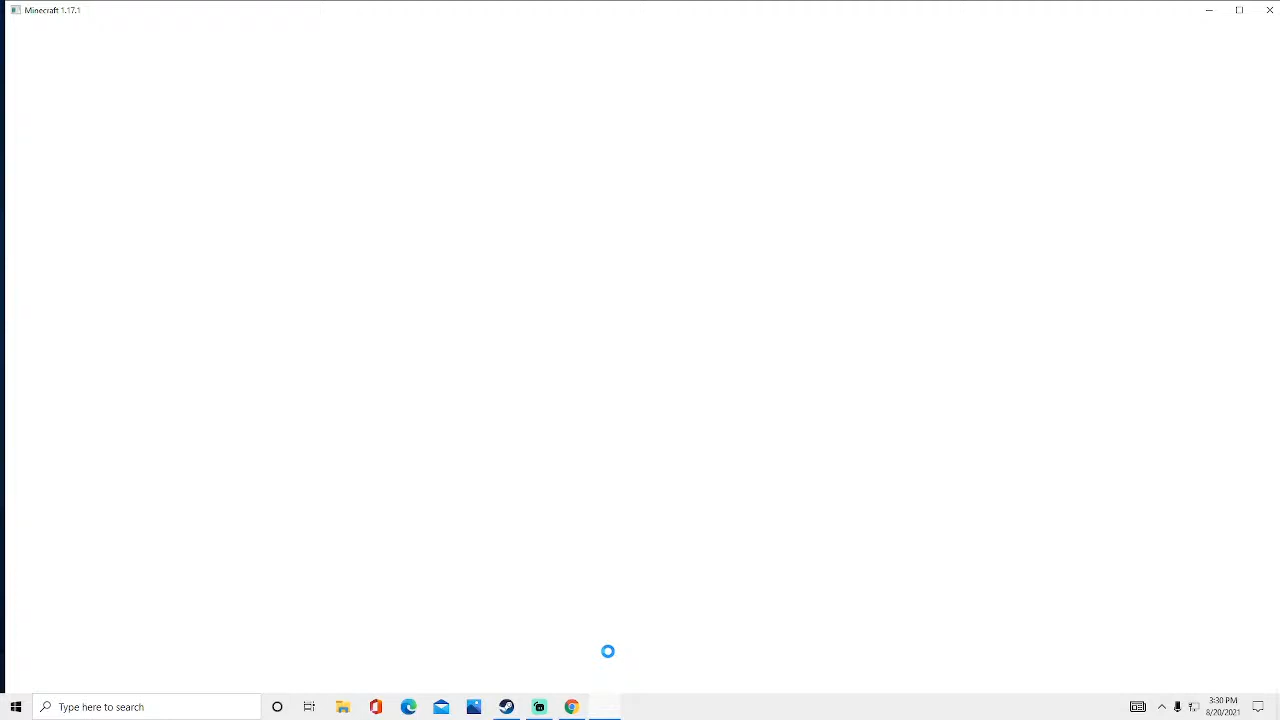 Minecraft 1.17.1
Type here to search
3:30 PM
8/20/2021